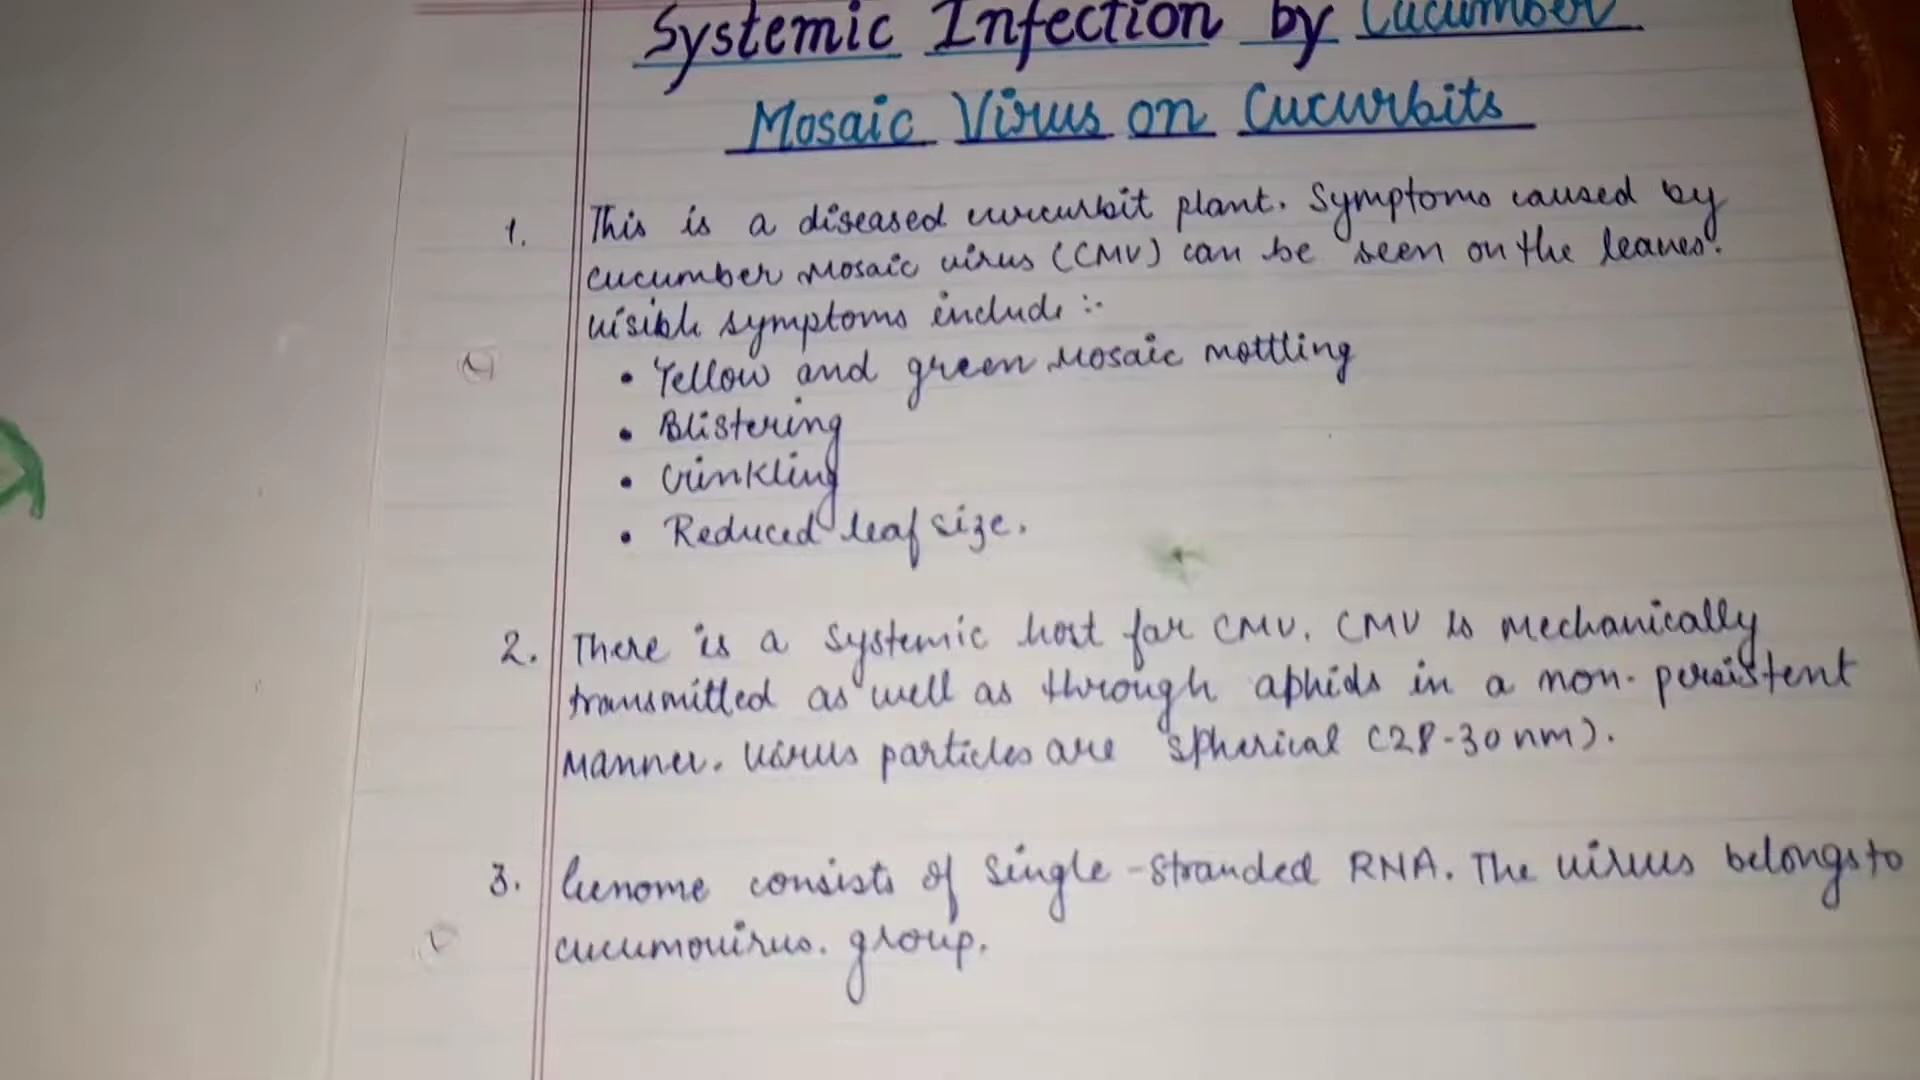 Systemic Infection by Cucumber
Mosaic Virus on Cucurbits
1. This is a diseased cucurbit plant. Symptoms caused by
cucumber Mosaic virus (CMV) can be seen on the leaves.
visible symptoms include :-
• Yellow and green Mosaic mottling
• Blistering
• Crinkling
• Reduced leaf size.
2. There is a systemic host for CMV. CMV is Mechanically
transmitted as well as through aphids in a non-persistent
Manner. Virus particles are spherical (28-30 nm).
3. Genome consists of single-stranded RNA. The virus belongs to
cucumovirus. group.